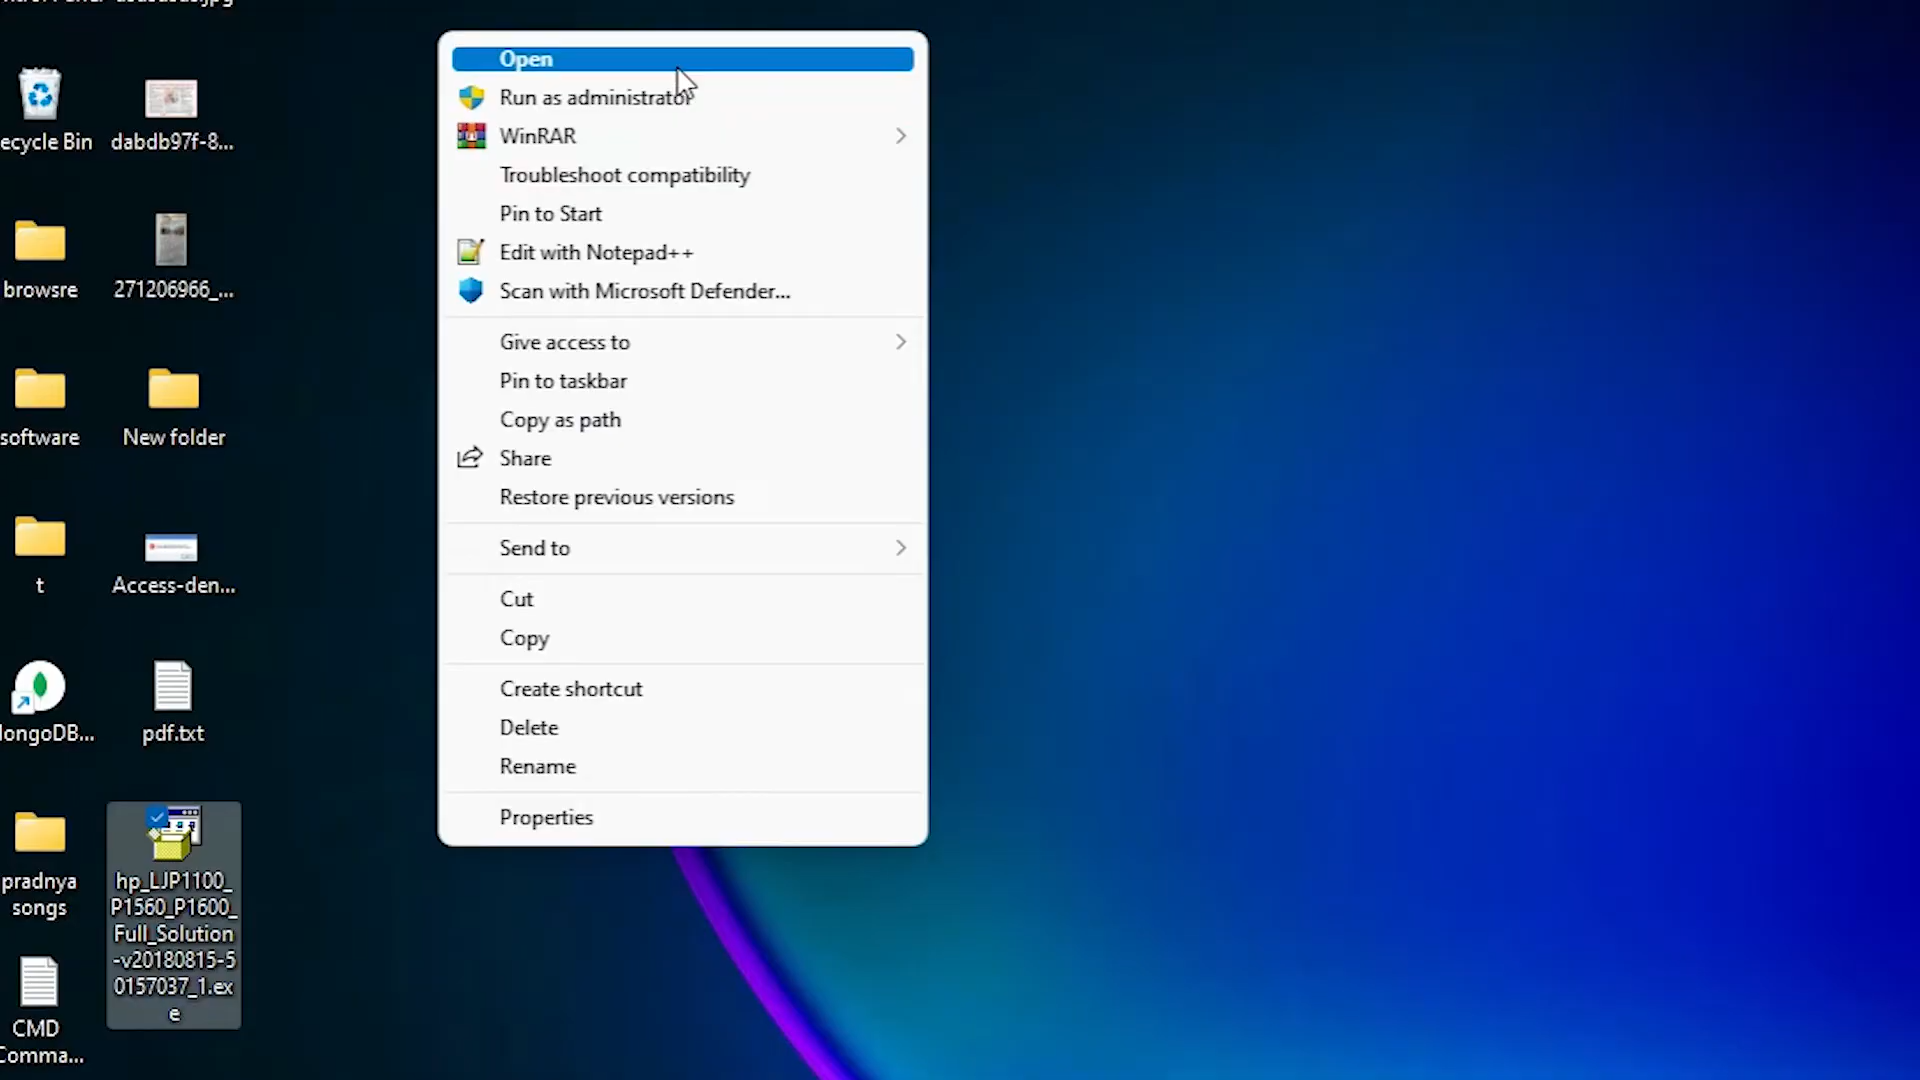 ecycle Bin
dabdb97f-8...
browsre
271206966_...
software
New folder
t
Access-den...
ongoDB...
pdf.txt
pradnya
songs
hp_LJP1100_
P1560_P1600_
Full_Solution
-v20180815-5
0157037_1.ex
e
CMD
Comma...
Open
Run as administrator
WinRAR
Troubleshoot compatibility
Pin to Start
Edit with Notepad++
Scan with Microsoft Defender...
Give access to
Pin to taskbar
Copy as path
Share
Restore previous versions
Send to
Cut
Copy
Create shortcut
Delete
Rename
Properties